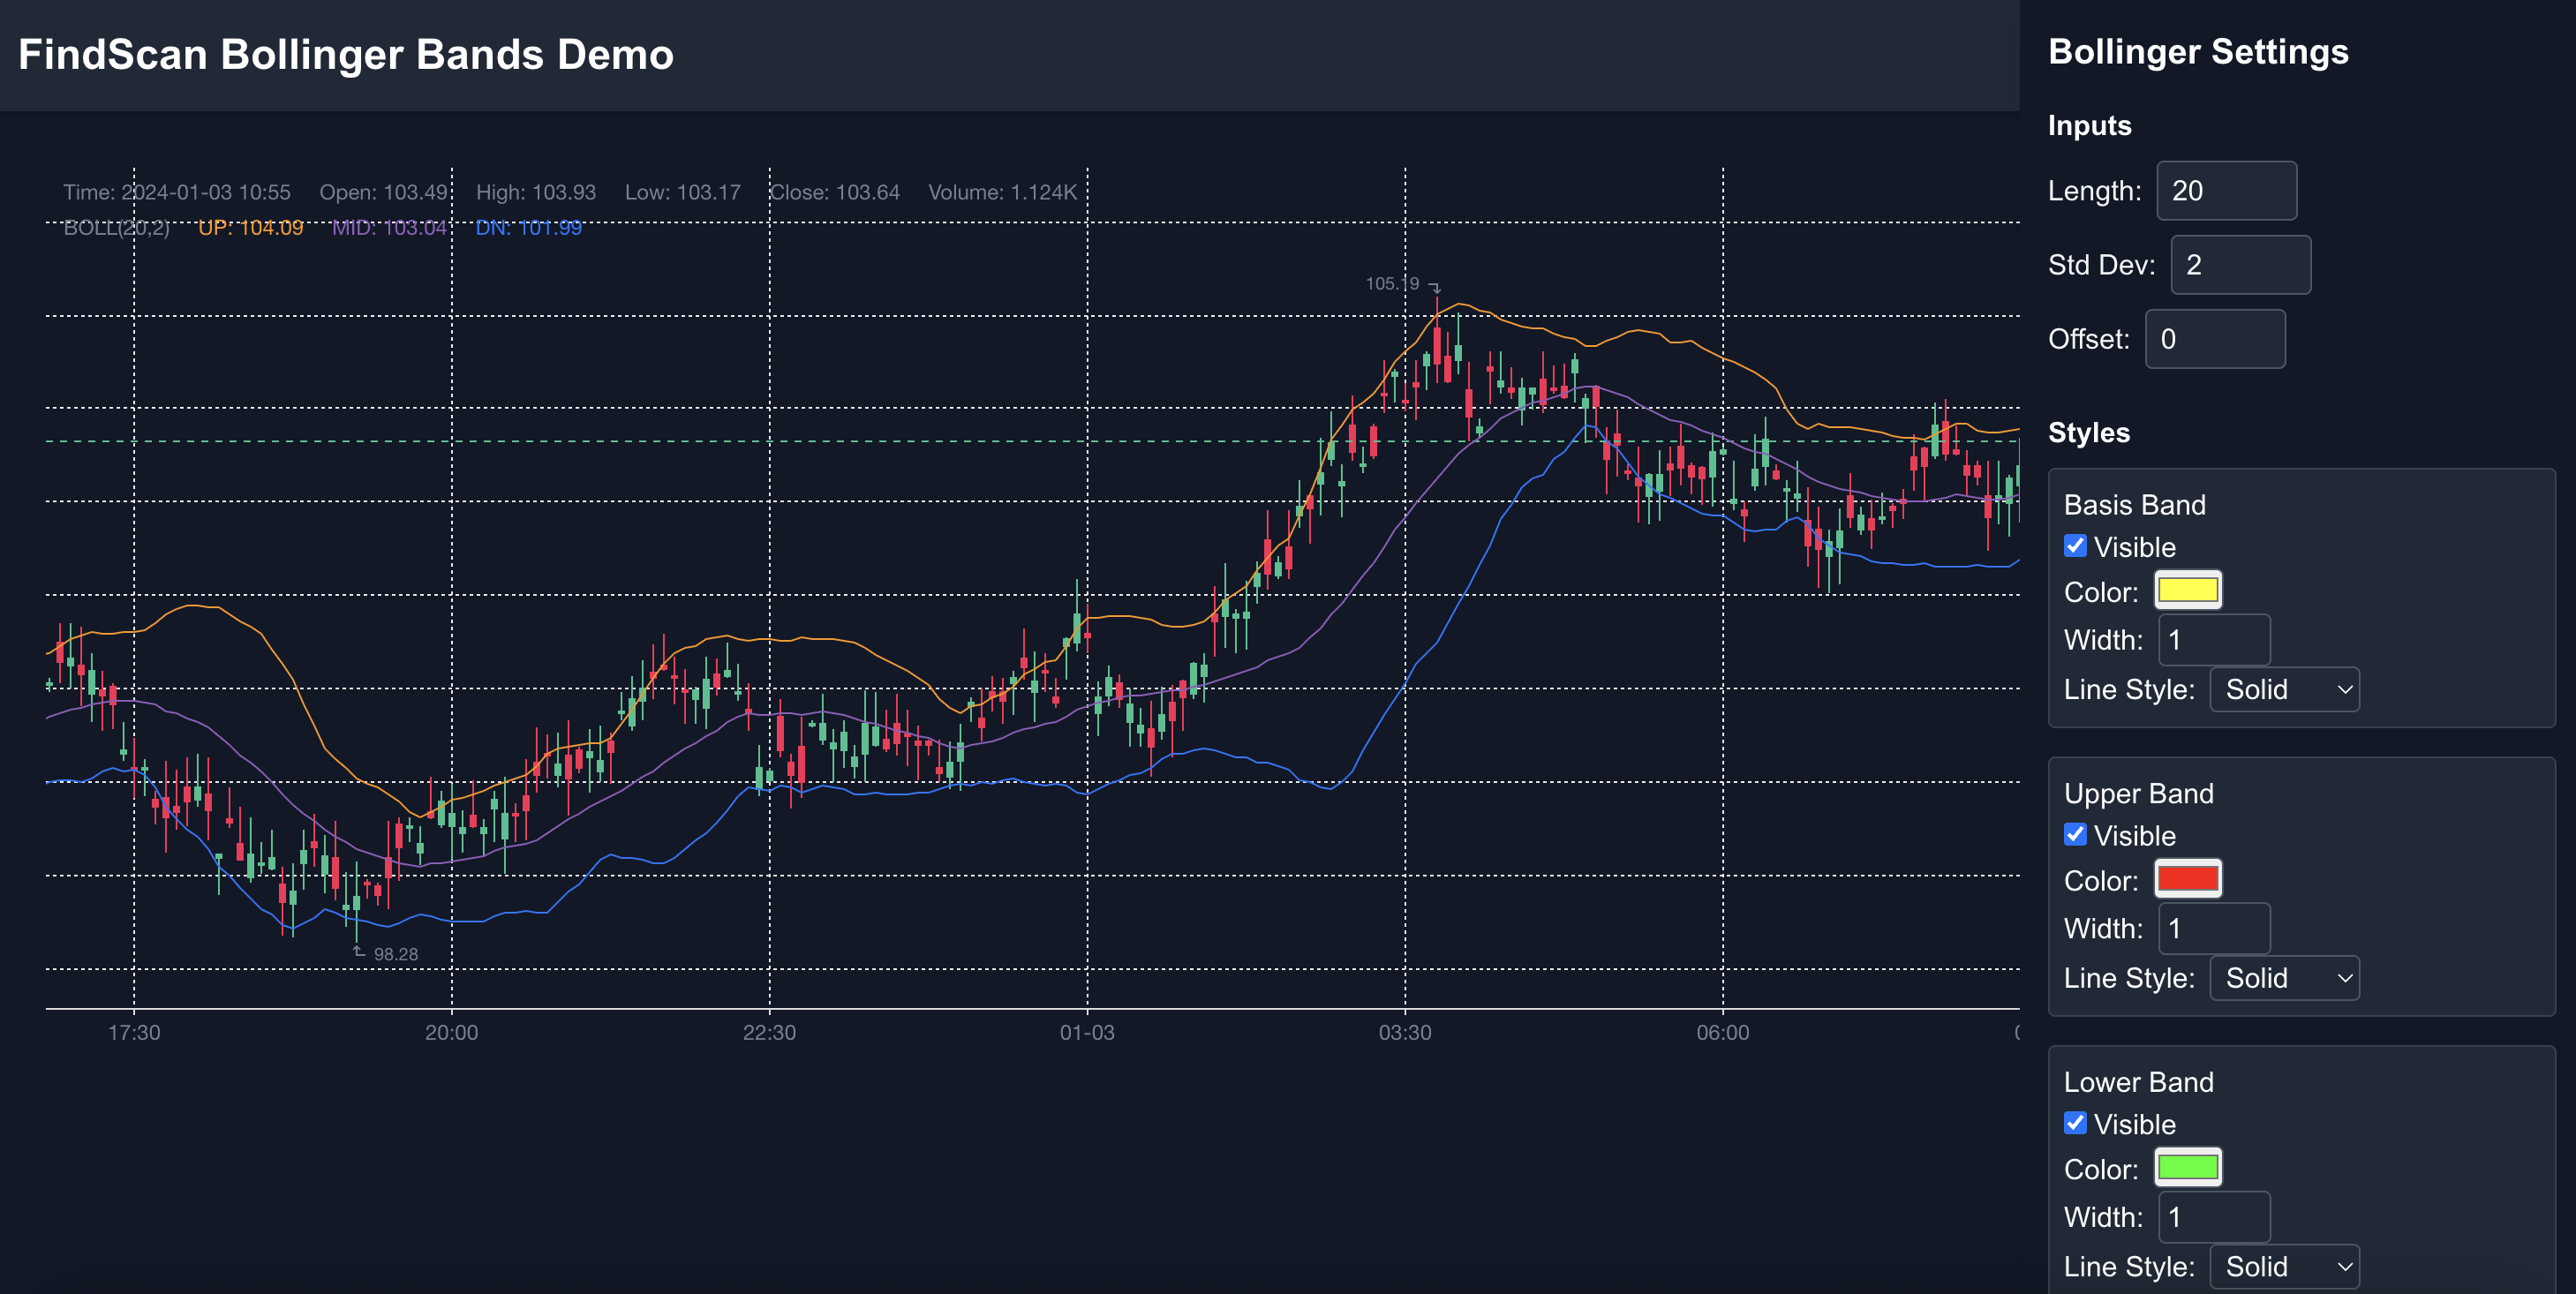 FindScan Bollinger Bands Demo
Time: 2024-01-03 10:55 Open: 103.49 High: 103.93 Low: 103.17 Close: 103.64 Volume: 1.124K
BOLL(20,2) UP: 104.09 MID: 103.04 DN: 101.99
105.19
98.28
17:30 20:00 22:30 01-03 03:30 06:00
Bollinger Settings
Inputs
Length: 20
Std Dev: 2
Offset: 0
Styles
Basis Band
Visible
Color:
Width: 1
Line Style: Solid
Upper Band
Visible
Color:
Width: 1
Line Style: Solid
Lower Band
Visible
Color:
Width: 1
Line Style: Solid